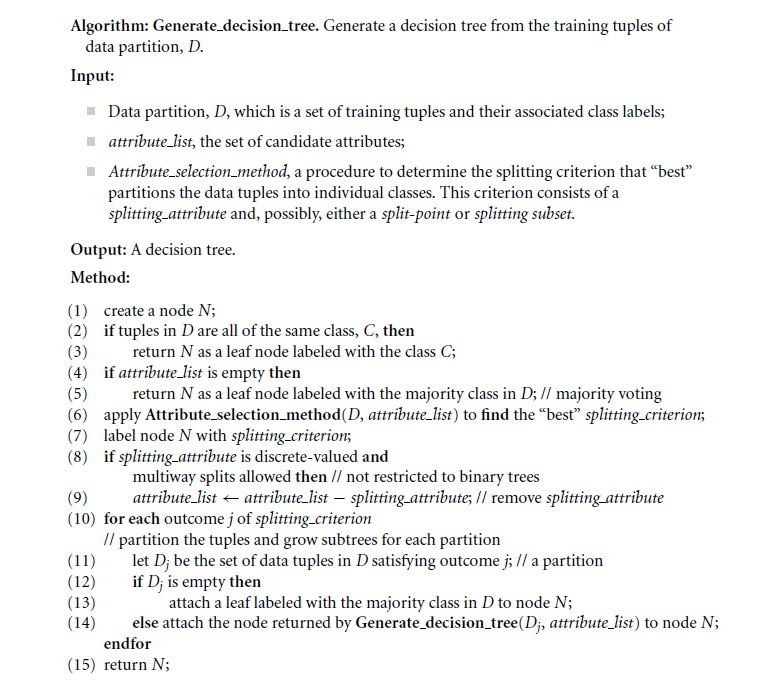 Algorithm: Generate_decision_tree. Generate a decision tree from the training tuples of
data partition, D.
Input:
Data partition, D, which is a set of training tuples and their associated class labels;
attribute_list, the set of candidate attributes;
Attribute_selection_method, a procedure to determine the splitting criterion that “best”
partitions the data tuples into individual classes. This criterion consists of a
splitting_attribute and, possibly, either a split-point or splitting subset.
Output: A decision tree.
Method:
(1) create a node N;
(2) if tuples in D are all of the same class, C, then
(3) return N as a leaf node labeled with the class C;
(4) if attribute_list is empty then
(5) return N as a leaf node labeled with the majority class in D; // majority voting
(6) apply Attribute_selection_method(D, attribute_list) to find the “best” splitting_criterion;
(7) label node N with splitting_criterion;
(8) if splitting_attribute is discrete-valued and
multiway splits allowed then // not restricted to binary trees
(9) attribute_list ← attribute_list − splitting_attribute; // remove splitting_attribute
(10) for each outcome j of splitting_criterion
// partition the tuples and grow subtrees for each partition
(11) let Dj be the set of data tuples in D satisfying outcome j; // a partition
(12) if Dj is empty then
(13) attach a leaf labeled with the majority class in D to node N;
(14) else attach the node returned by Generate_decision_tree(Dj, attribute_list) to node N;
endfor
(15) return N;